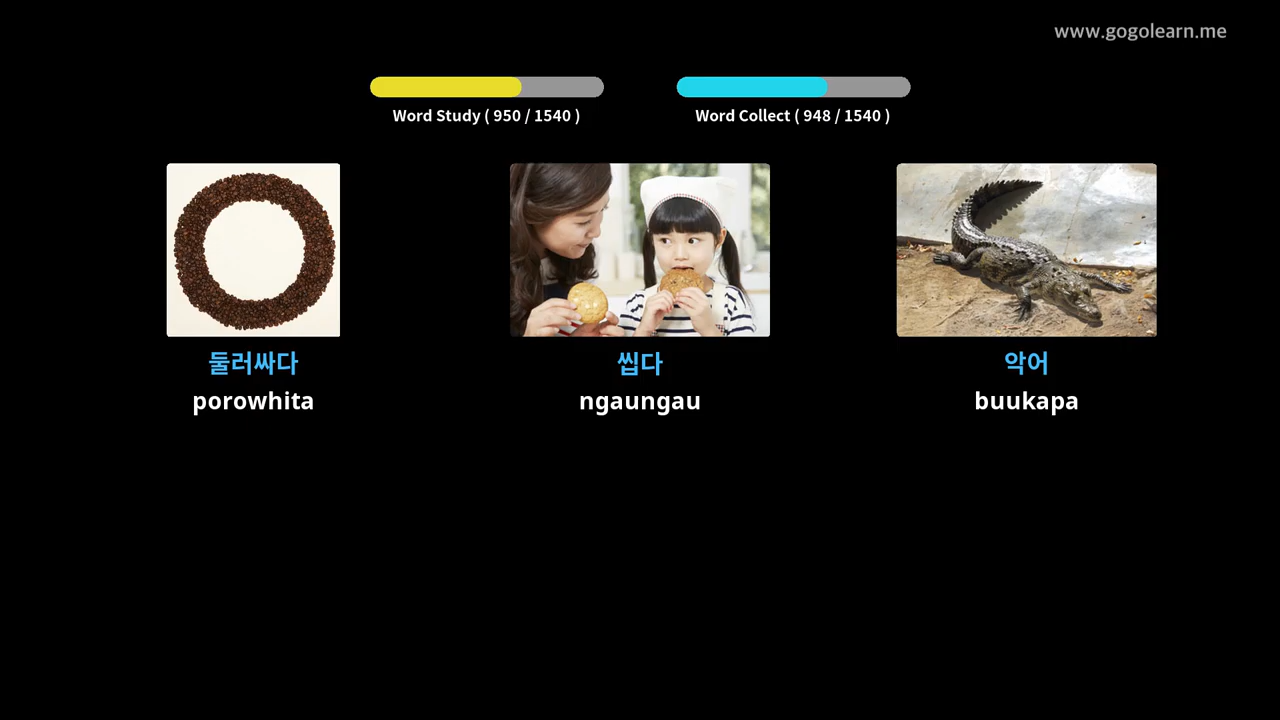 www.gogolearn.me
Word Study ( 950 / 1540 )
Word Collect ( 948 / 1540 )
둘러싸다
씹다
악어
porowhita
ngaungau
buukapa